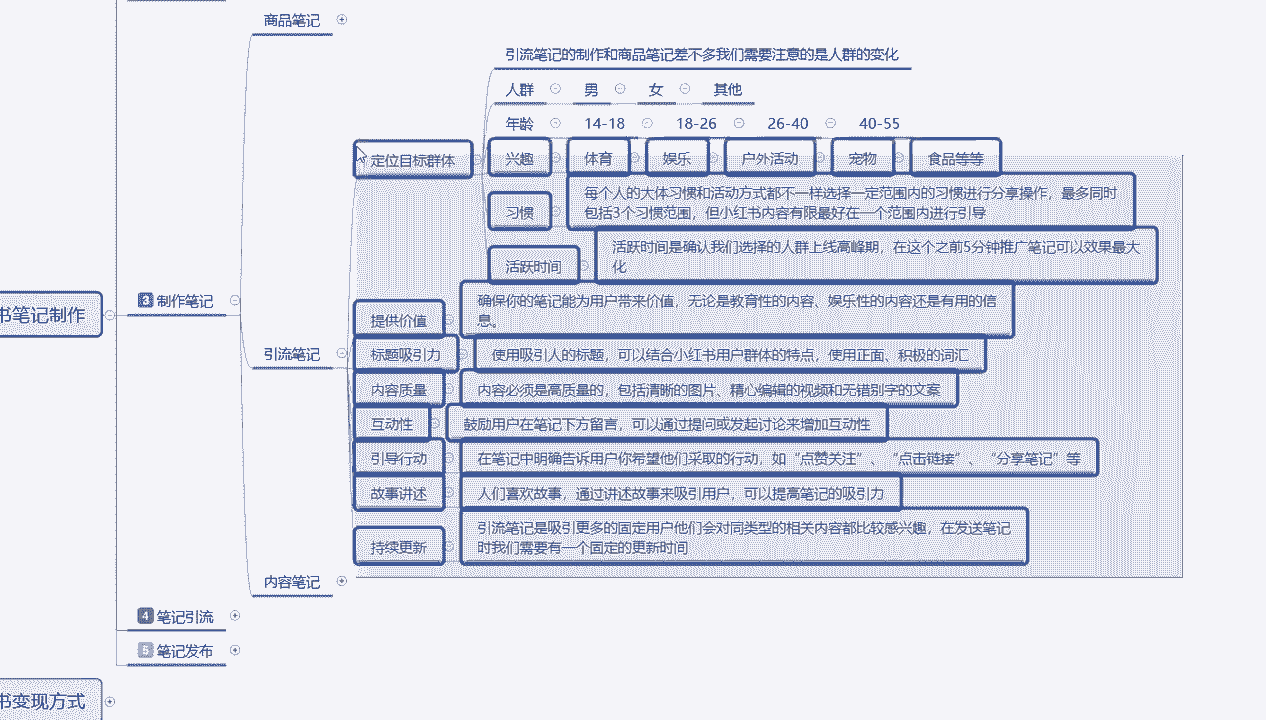 商品笔记
引流笔记的制作和商品笔记差不多我们需要注意的是人群的变化
人群 男 女 其他
年龄 14-18 18-26 26-40 40-55
定位目标群体 兴趣 体育 娱乐 户外活动 宠物 食品等等
习惯
每个人的大体习惯和活动方式都不一样选择一定范围内的习惯进行分享操作，最多同时
包括3个习惯范围，但小红书内容有限最好在一个范围内进行引导
活跃时间
活跃时间是确认我们选择的人群上线高峰期，在这个之前5分钟推广笔记可以效果最大
化
3 制作笔记
书笔记制作
提供价值
确保你的笔记能为用户带来价值，无论是教育性的内容、娱乐性的内容还是有用的信
息。
引流笔记
标题吸引力 使用吸引人的标题，可以结合小红书用户群体的特点，使用正面、积极的词汇
内容质量 内容必须是高质量的，包括清晰的图片、精心编辑的视频和无错别字的文案
互动性 鼓励用户在笔记下方留言，可以通过提问或发起讨论来增加互动性
引导行动 在笔记中明确告诉用户你希望他们采取的行动，如“点赞关注”、“点击链接”、“分享笔记”等
故事讲述 人们喜欢故事，通过讲述故事来吸引用户，可以提高笔记的吸引力
持续更新
引流笔记是吸引更多的固定用户他们会对同类型的相关内容都比较感兴趣，在发送笔记
时我们需要有一个固定的更新时间
内容笔记
4 笔记引流
5 笔记发布
书变现方式